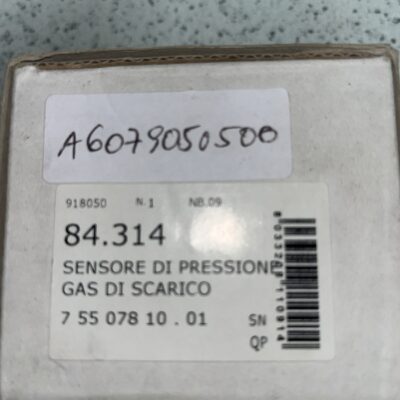 A6079050500
918050 N.1 NB.09
84.314
SENSORE DI PRESSIONE
GAS DI SCARICO
7 55 078 10 . 01 SN
QP